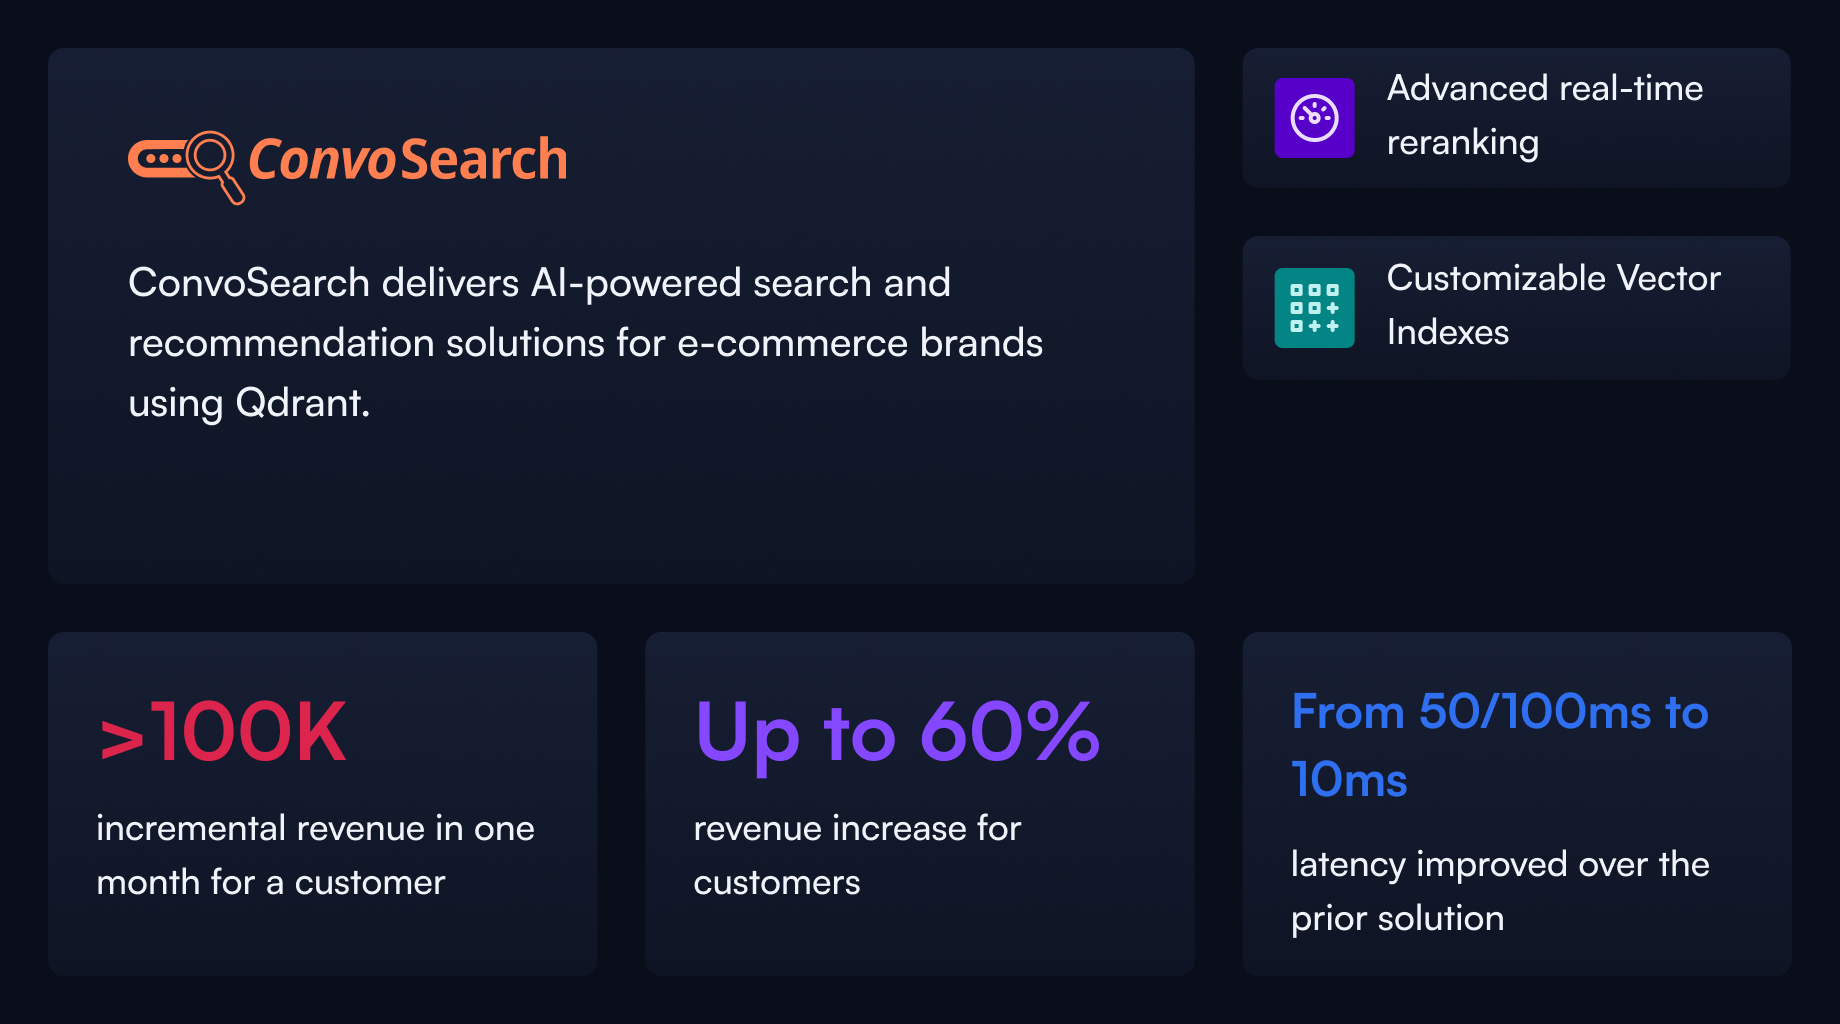 ConvoSearch
ConvoSearch delivers AI-powered search and
recommendation solutions for e-commerce brands
using Qdrant.
Advanced real-time
reranking
Customizable Vector
Indexes
>100K
incremental revenue in one
month for a customer
Up to 60%
revenue increase for
customers
From 50/100ms to
10ms
latency improved over the
prior solution